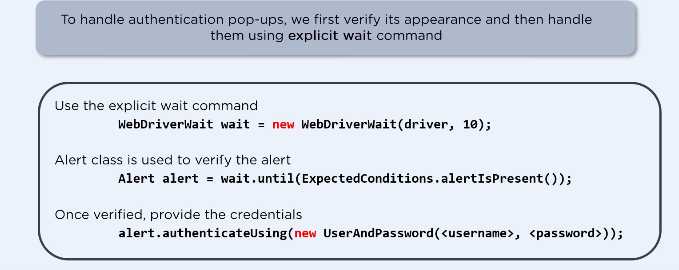 To handle authentication pop-ups, we first verify its appearance and then handle
them using explicit wait command
Use the explicit wait command
WebDriverWait wait = new WebDriverWait(driver, 10);
Alert class is used to verify the alert
Alert alert = wait.until(ExpectedConditions.alertIsPresent());
Once verified, provide the credentials
alert.authenticateUsing(new UserAndPassword(<username>, <password>));